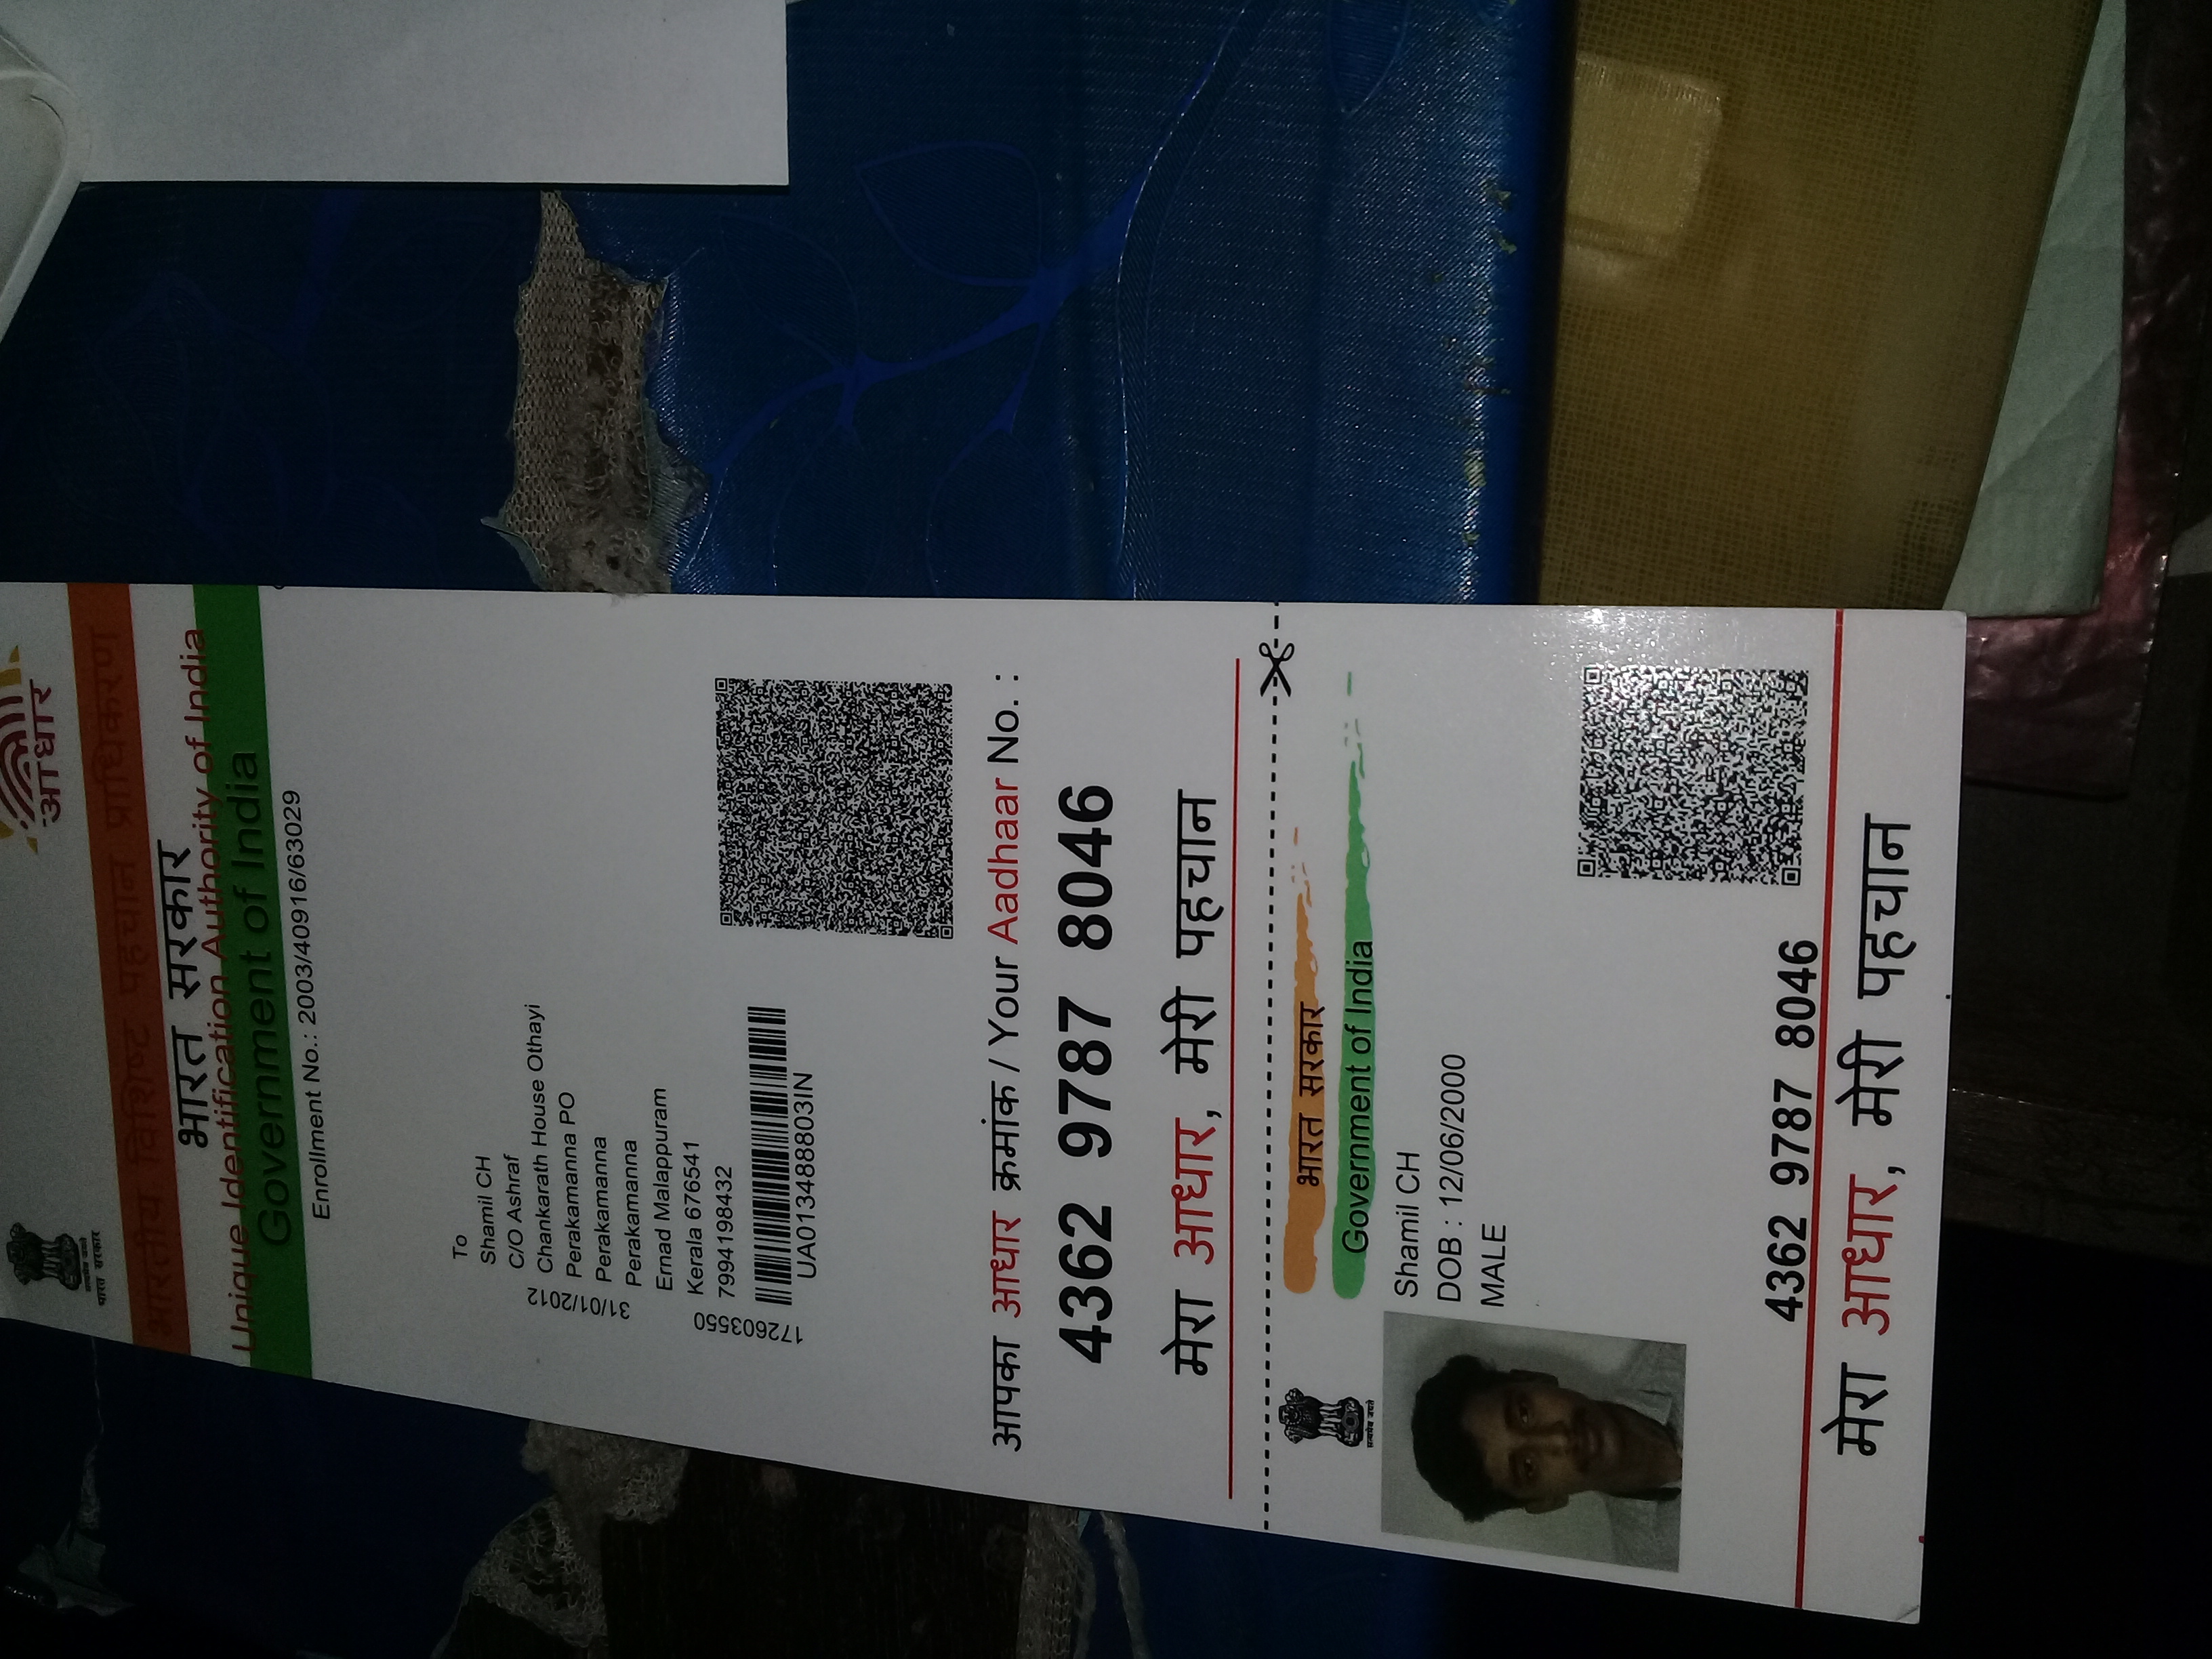 सत्यमेव जयते
भारत सरकार
आधार
भारतीय विशिष्ट पहचान प्राधिकरण
भारत सरकार
Unique Identification Authority of India
Government of India
Enrollment No.: 2003/40916/63029
To
Shamil CH
C/O Ashraf
Chankarath House Othayi
Perakamanna PO
Perakamanna
Perakamanna
Ernad Malappuram
Kerala 676541
7994198432
31/01/2012
172603550
UA013488803IN
आपका आधार क्रमांक / Your Aadhaar No. :
4362 9787 8046
मेरा आधार, मेरी पहचान
सत्यमेव जयते
भारत सरकार
Government of India
Shamil CH
DOB : 12/06/2000
MALE
4362 9787 8046
मेरा आधार, मेरी पहचान